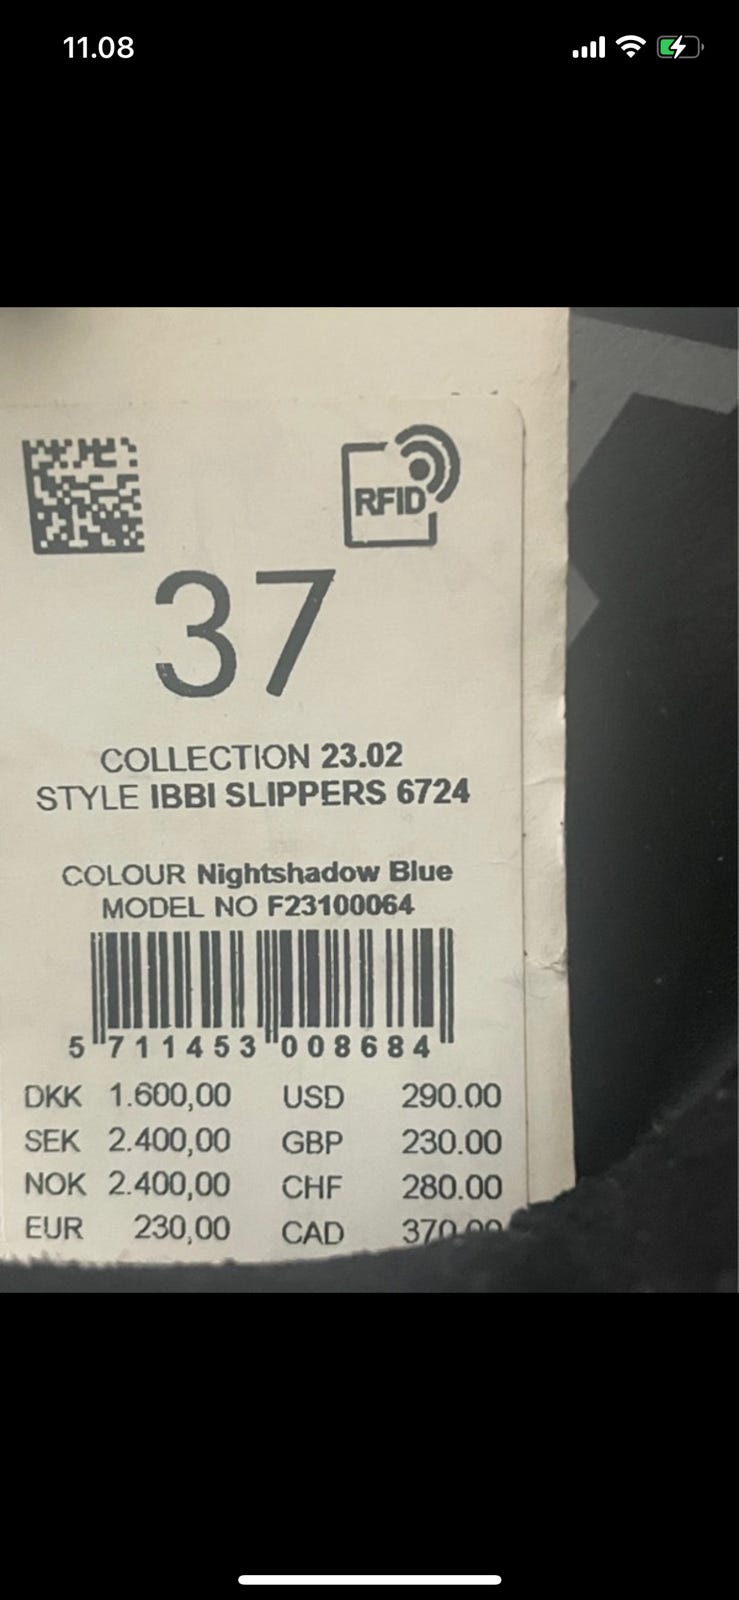 11.08
RFID
37
COLLECTION 23.02
STYLE IBBI SLIPPERS 6724
COLOUR Nightshadow Blue
MODEL NO F23100064
5 711453 008684
DKK 1.600,00 USD 290.00
SEK 2.400,00 GBP 230.00
NOK 2.400,00 CHF 280.00
EUR 230,00 CAD 370.00